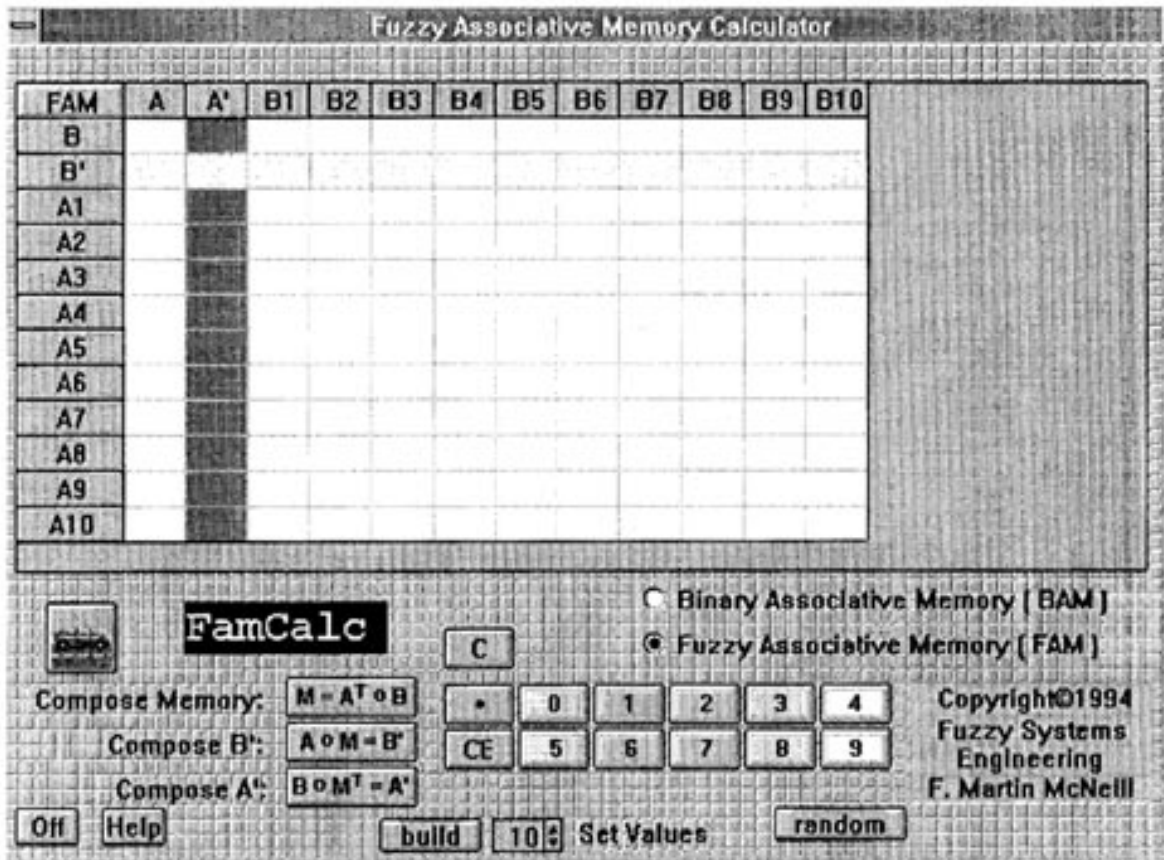 Fuzzy Associative Memory Calculator
FAM A A' B1 B2 B3 B4 B5 B6 B7 B8 B9 B10
B
B'
A1
A2
A3
A4
A5
A6
A7
A8
A9
A10
FamCalc
Binary Associative Memory ( BAM )
Fuzzy Associative Memory ( FAM )
C
Compose Memory: M = Aᵀ o B
Compose B': A o M = B'
Compose A': B o Mᵀ = A'
• 0 1 2 3 4
CE 5 6 7 8 9
Copyright©1994
Fuzzy Systems
Engineering
F. Martin McNeill
Off Help build 10 Set Values random